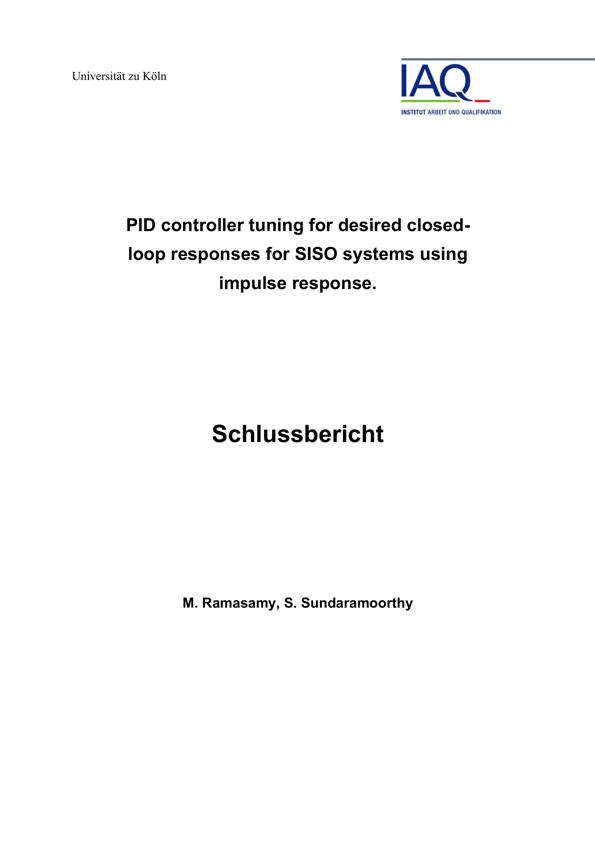 Universität zu Köln
IAQ
INSTITUT ARBEIT UND QUALIFIKATION
PID controller tuning for desired closed-
loop responses for SISO systems using
impulse response.
Schlussbericht
M. Ramasamy, S. Sundaramoorthy